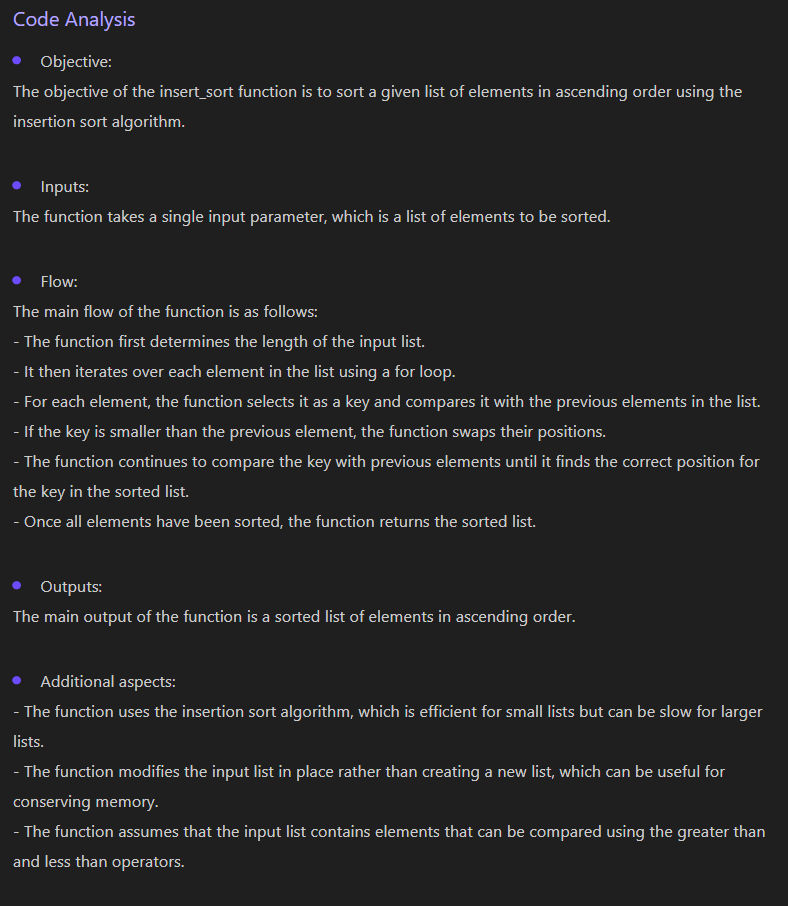 Code Analysis
Objective:
The objective of the insert_sort function is to sort a given list of elements in ascending order using the
insertion sort algorithm.
Inputs:
The function takes a single input parameter, which is a list of elements to be sorted.
Flow:
The main flow of the function is as follows:
- The function first determines the length of the input list.
- It then iterates over each element in the list using a for loop.
- For each element, the function selects it as a key and compares it with the previous elements in the list.
- If the key is smaller than the previous element, the function swaps their positions.
- The function continues to compare the key with previous elements until it finds the correct position for
the key in the sorted list.
- Once all elements have been sorted, the function returns the sorted list.
Outputs:
The main output of the function is a sorted list of elements in ascending order.
Additional aspects:
- The function uses the insertion sort algorithm, which is efficient for small lists but can be slow for larger
lists.
- The function modifies the input list in place rather than creating a new list, which can be useful for
conserving memory.
- The function assumes that the input list contains elements that can be compared using the greater than
and less than operators.